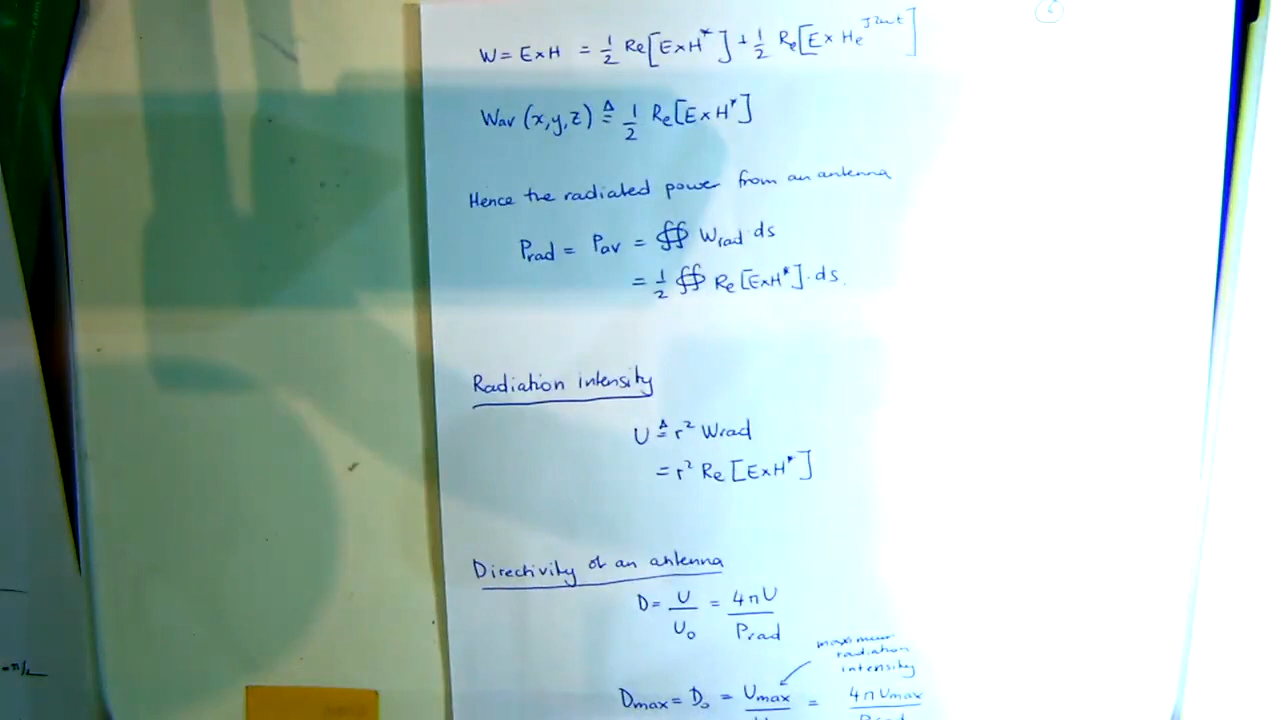 W = E×H = 1/2 Re[E×H*] + 1/2 Re[E×He^J2ωt]
Wav (x,y,z) ≜ 1/2 Re[E×H*]
Hence the radiated power from an antenna
Prad = Pav = ∯ Wrad ds
= 1/2 ∯ Re[E×H*]·ds.
Radiation intensity
U ≜ r² Wrad
= r² Re[E×H*]
Directivity of an antenna
D = U/U₀ = 4πU/Prad
maximum
radiation
intensity
Dmax = D₀ = Umax = 4πUmax
-π/2